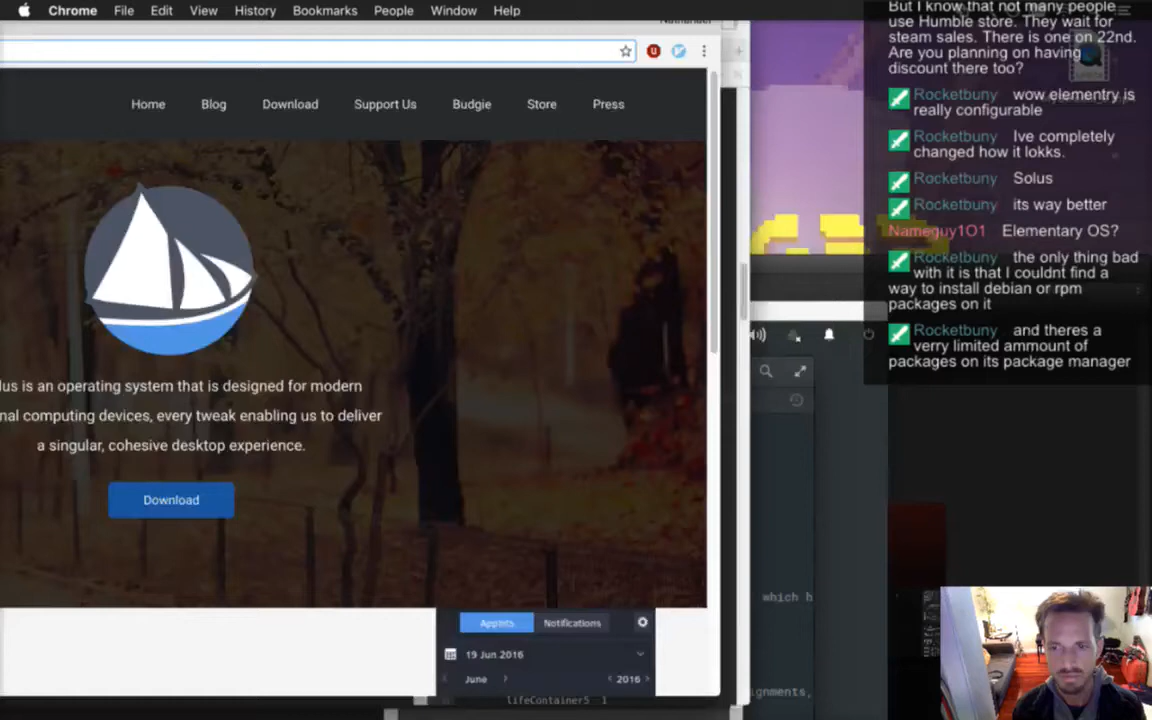 Chrome File Edit View History Bookmarks People Window Help
Home Blog Download Support Us Budgie Store Press
is an operating system that is designed for modern
computing devices, every tweak enabling us to deliver
a singular, cohesive desktop experience.
Download
Applets Notifications
19 Jun 2016
June 2016
lifeContainer5 1
which
But I know that not many people
use Humble store. They wait for
steam sales. There is one on 22nd.
Are you planning on having
discount there too?
Rocketbuny wow elementry is
really configurable
Rocketbuny Ive completely
changed how it lokks.
Rocketbuny Solus
Rocketbuny its way better
Nameguy1O1 Elementary OS?
Rocketbuny the only thing bad
with it is that I couldnt find a
way to install debian or rpm
packages on it
Rocketbuny and theres a
verry limited ammount of
packages on its package manager